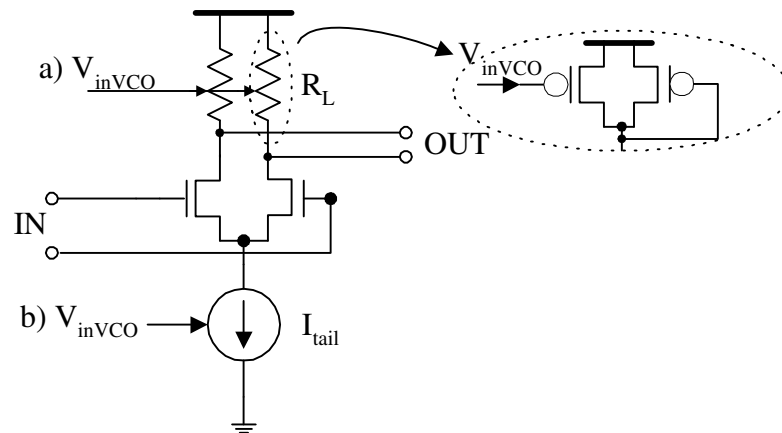 a) VinVCO
RL
VinVCO
OUT
IN
b) VinVCO
Itail